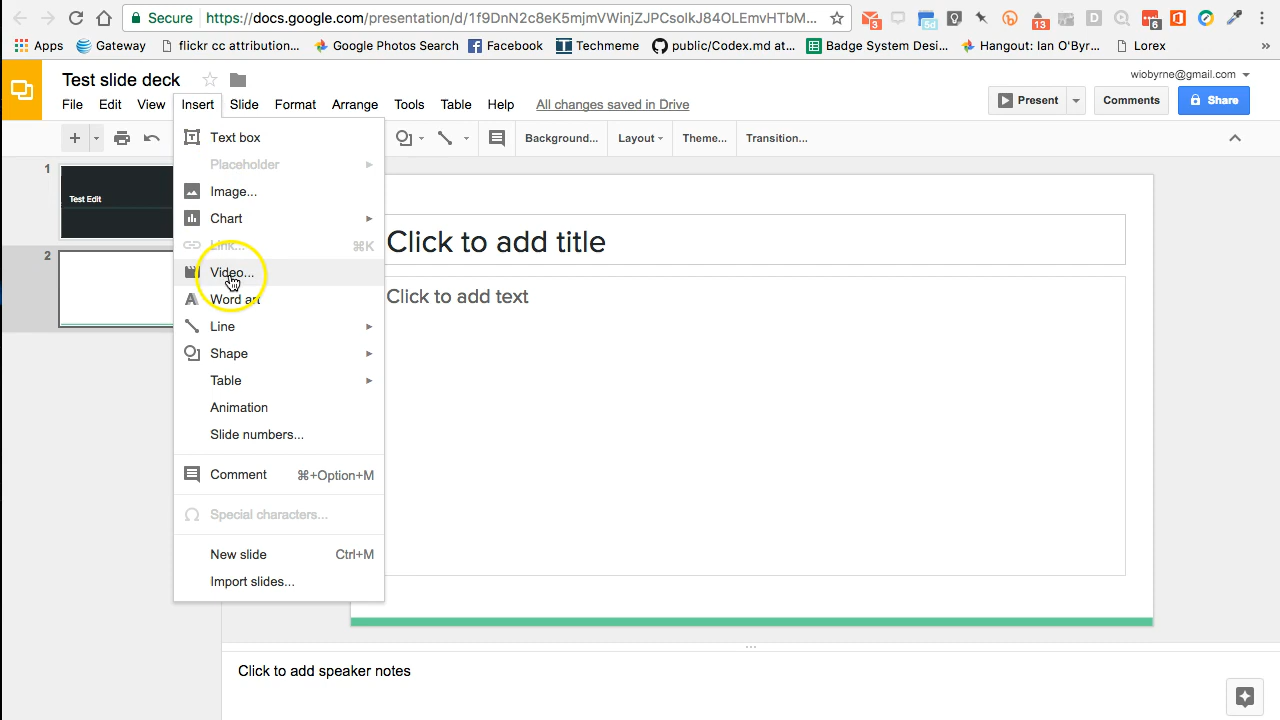 Secure https://docs.google.com/presentation/d/1f9DnN2c8eK5mjmVWinjZJPCsolkJ84OLEmvHTbM...
3
5d
13
D
6
Apps Gateway flickr cc attribution... Google Photos Search Facebook Techmeme public/Colorex.md at... Badge System Desi... Hangout: Ian O'Byr... Lorex »
Test slide deck
wiobyrne@gmail.com
File Edit View Insert Slide Format Arrange Tools Table Help All changes saved in Drive
Present Comments Share
Background... Layout Theme... Transition...
Text box
Placeholder
Image...
Chart
Link... ⌘K
Video...
Word art
Line
Shape
Table
Animation
Slide numbers...
Comment ⌘+Option+M
Special characters...
New slide Ctrl+M
Import slides...
1
Test Edit
2
Click to add title
Click to add text
Click to add speaker notes